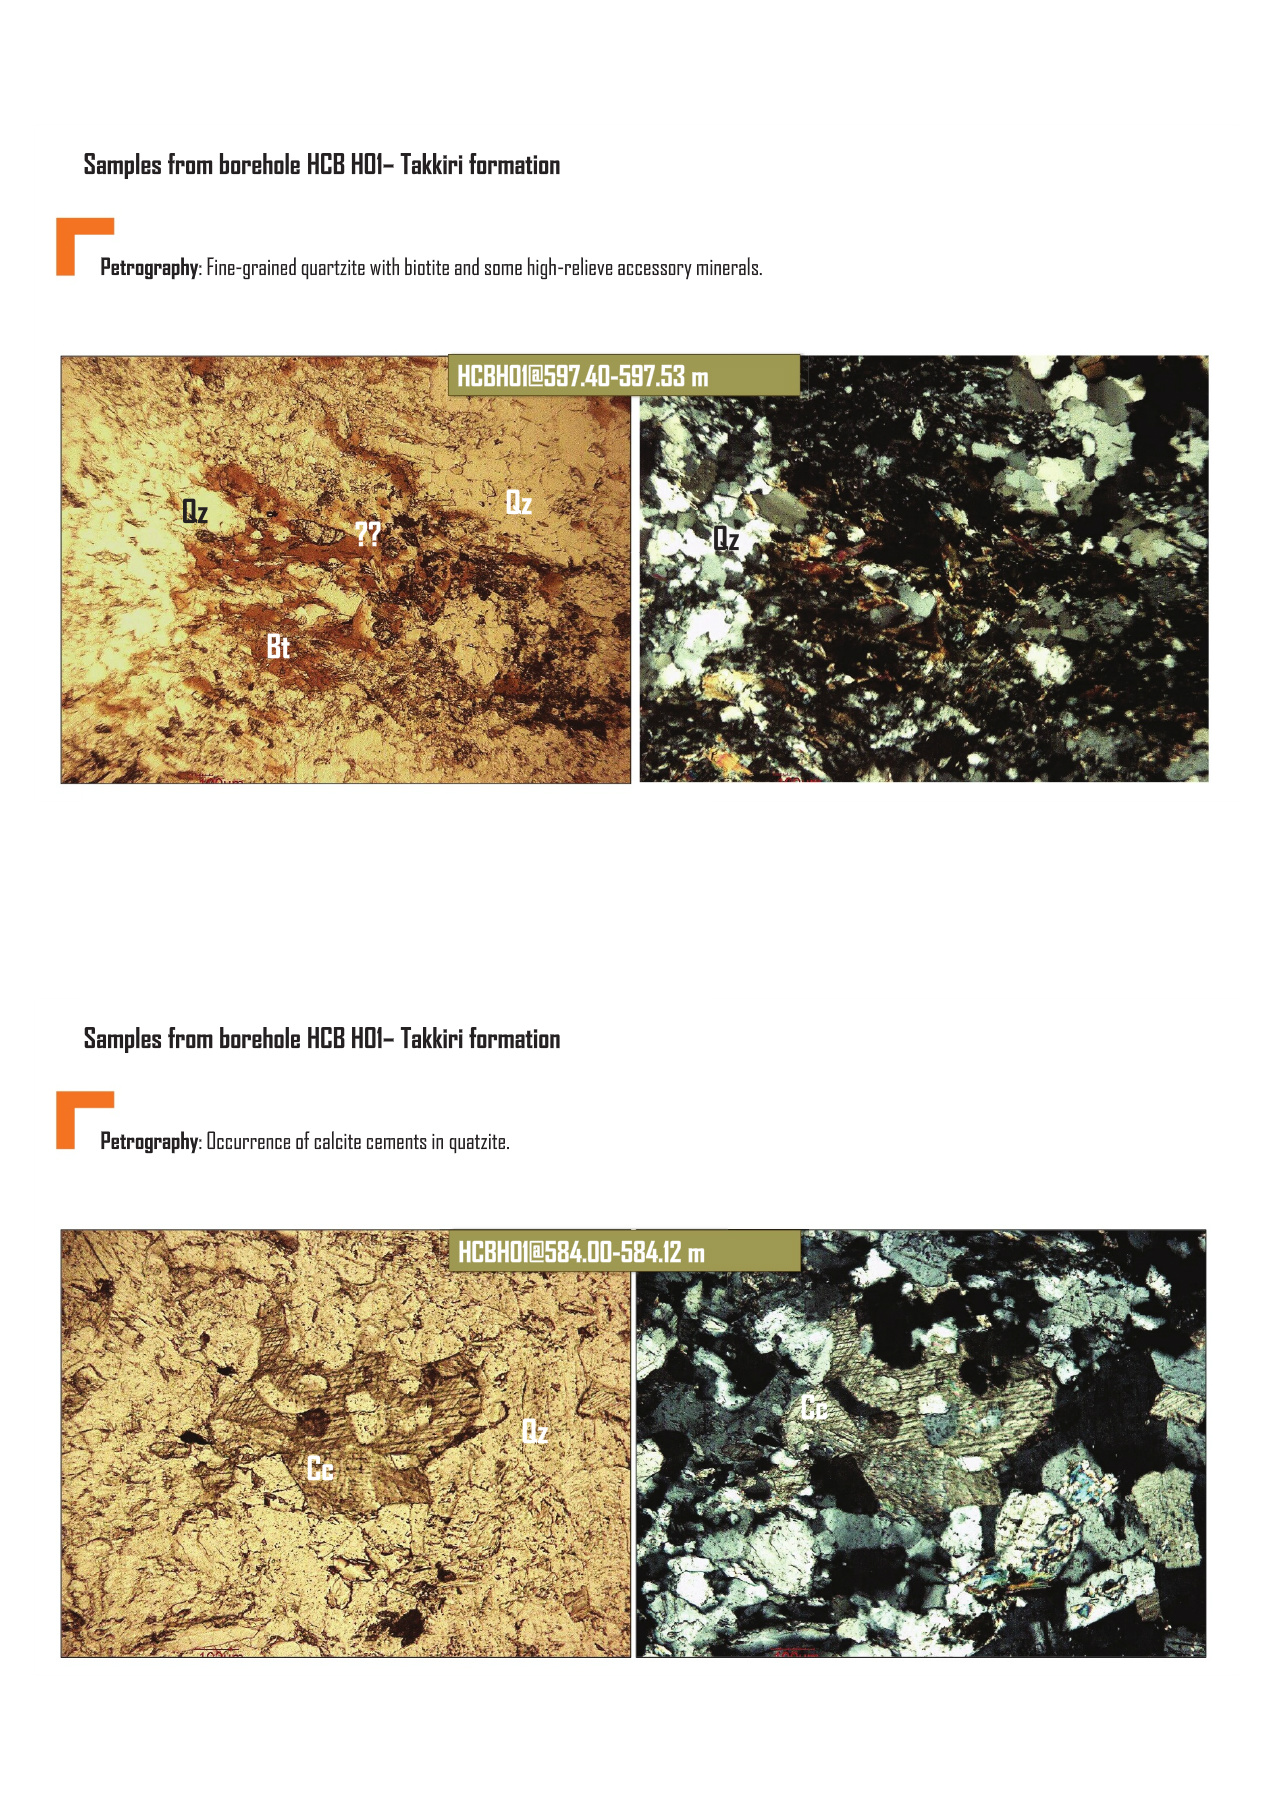 Samples from borehole HCB H01– Takkiri formation
Petrography: Fine-grained quartzite with biotite and some high-relieve accessory minerals.
HCBH01@597.40-597.53 m
Qz
Qz
??
Bt
Qz
Samples from borehole HCB H01– Takkiri formation
Petrography: Occurrence of calcite cements in quatzite.
HCBH01@584.00-584.12 m
Cc
Qz
Cc
100µm